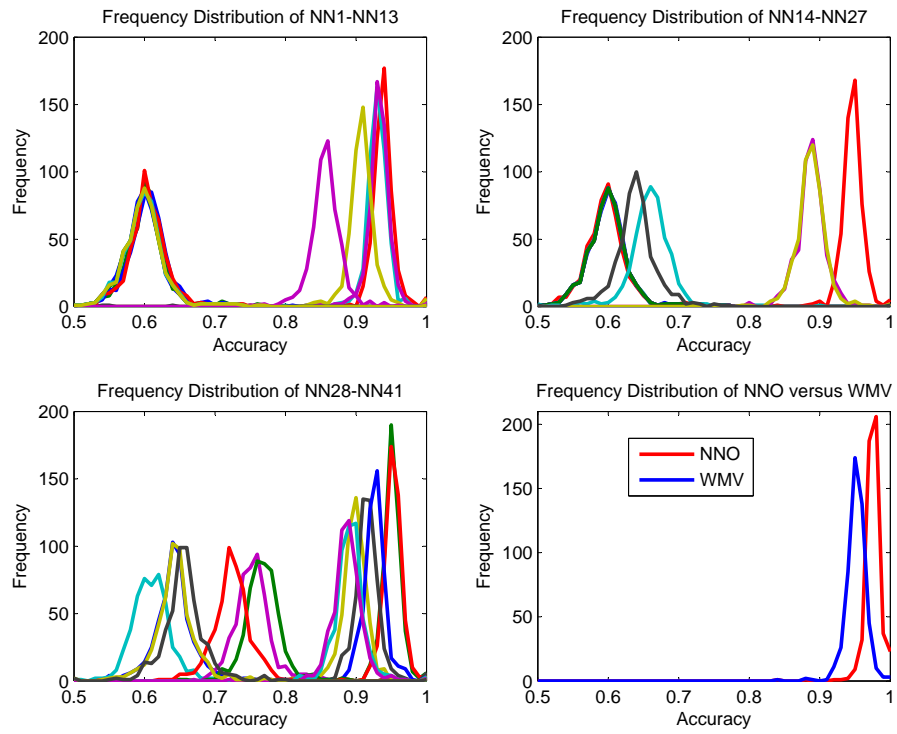 Frequency Distribution of NN1-NN13
200
150
100
50
0
Frequency
0.5 0.6 0.7 0.8 0.9 1
Accuracy
Frequency Distribution of NN14-NN27
200
150
100
50
0
Frequency
0.5 0.6 0.7 0.8 0.9 1
Accuracy
Frequency Distribution of NN28-NN41
200
150
100
50
0
Frequency
0.5 0.6 0.7 0.8 0.9 1
Accuracy
Frequency Distribution of NNO versus WMV
200
150
100
50
0
Frequency
NNO
WMV
0.5 0.6 0.7 0.8 0.9 1
Accuracy